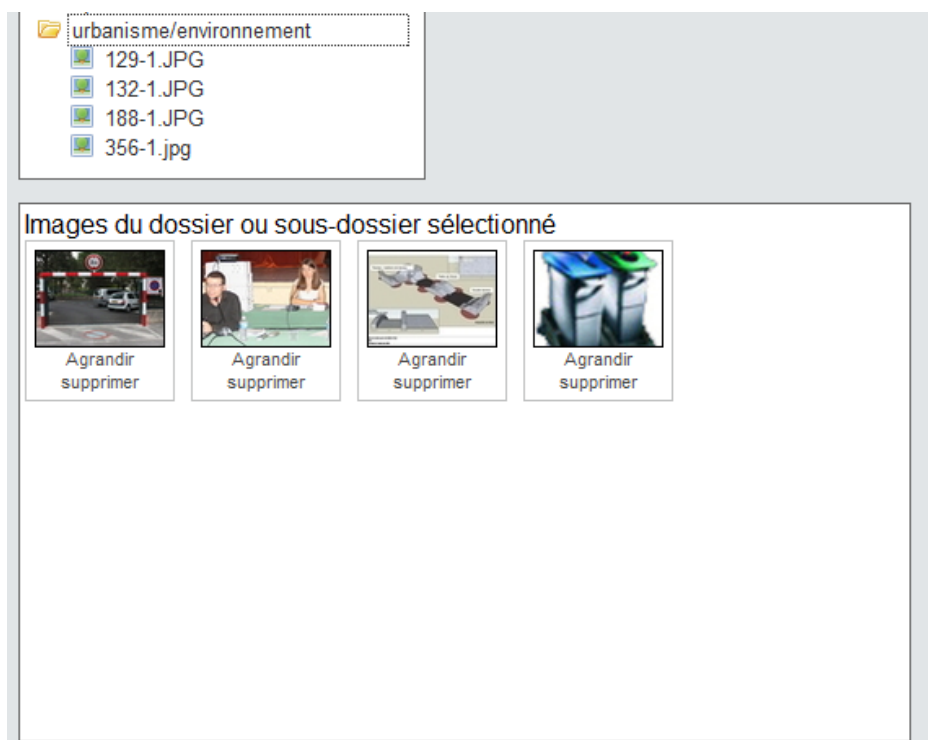 urbanisme/environnement
129-1.JPG
132-1.JPG
188-1.JPG
356-1.jpg
Images du dossier ou sous-dossier sélectionné
Agrandir
supprimer
Agrandir
supprimer
Agrandir
supprimer
Agrandir
supprimer